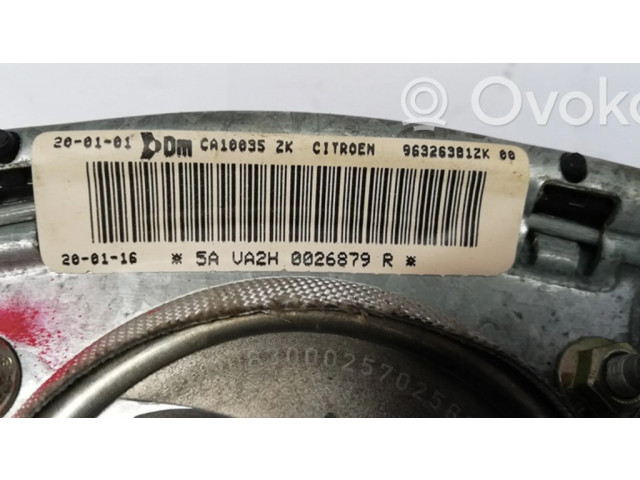 20-01-01 Dm CA10035 ZK CITROEN 96326381ZK 00
20-01-16 * 5A VA2H 0026879 R *
Ovoko